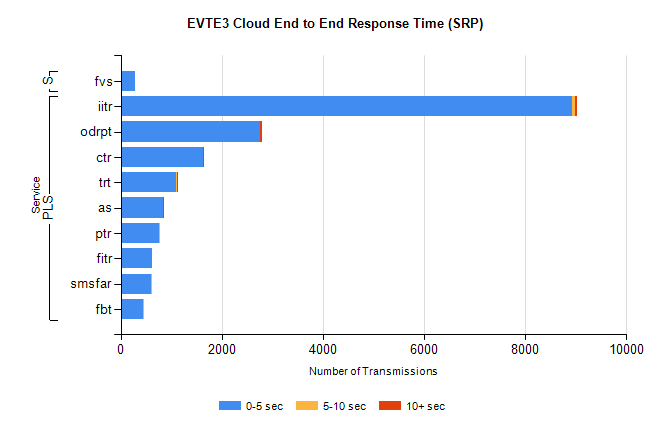 EVTE3 Cloud End to End Response Time (SRP)
S
fvs
iitr
odrpt
ctr
trt
as
ptr
fitr
smsfar
fbt
Service
PLS
0 2000 4000 6000 8000 10000
Number of Transmissions
0-5 sec 5-10 sec 10+ sec